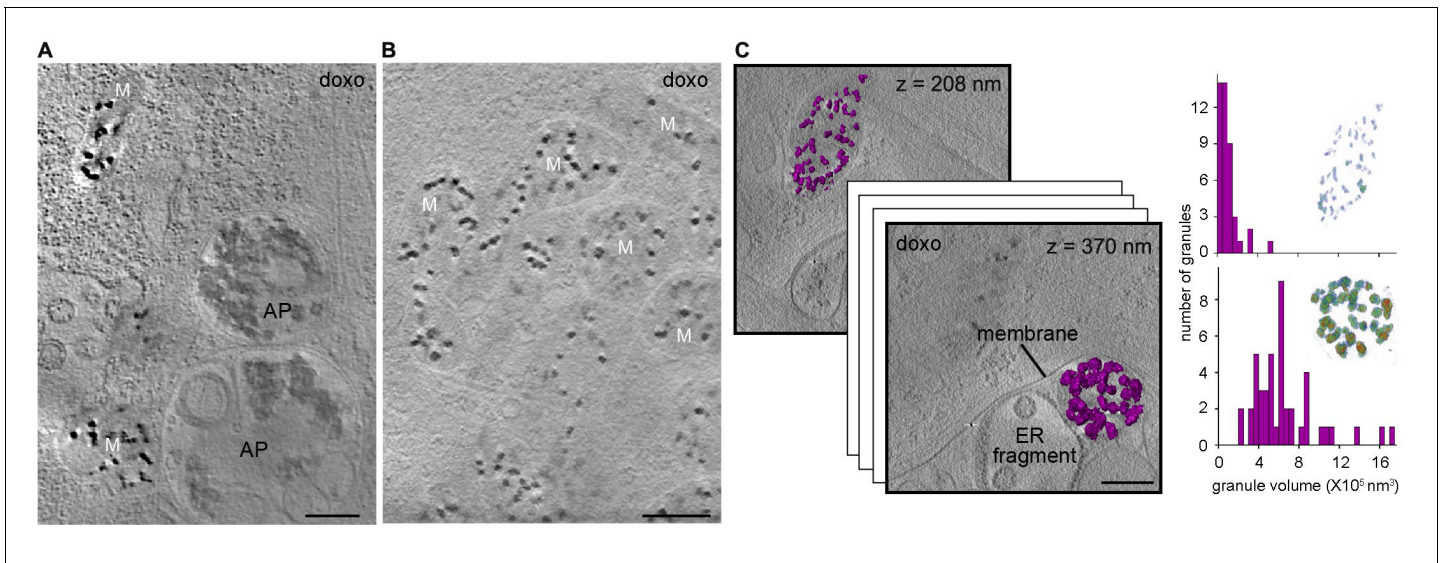 A
B
C
doxo
M
AP
M
AP
doxo
M
M
M
M
M
z = 208 nm
doxo
z = 370 nm
membrane
ER
fragment
number of granules
12
9
6
3
0
8
6
4
2
0
0 4 8 12 16
granule volume (X10⁵ nm³)